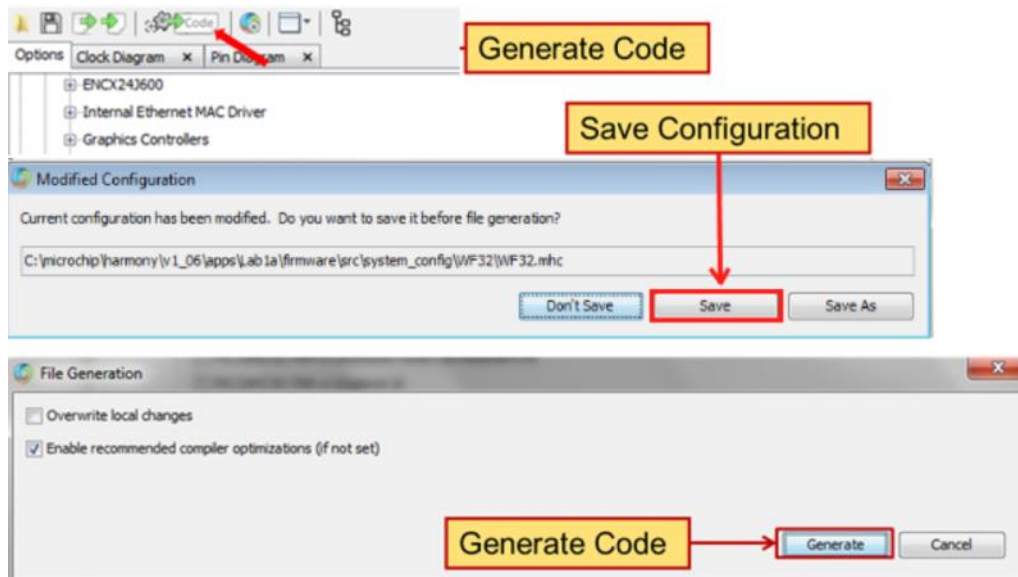 Code
Options Clock Diagram x Pin Diagram x
Generate Code
ENCX24J600
Internal Ethernet MAC Driver
Graphics Controllers
Save Configuration
Modified Configuration
Current configuration has been modified. Do you want to save it before file generation?
C:\microchip\harmony\v1_06\apps\Lab1a\firmware\src\system_config\WF32\WF32.mhc
Don't Save Save Save As
File Generation
Overwrite local changes
Enable recommended compiler optimizations (if not set)
Generate Code Generate Cancel